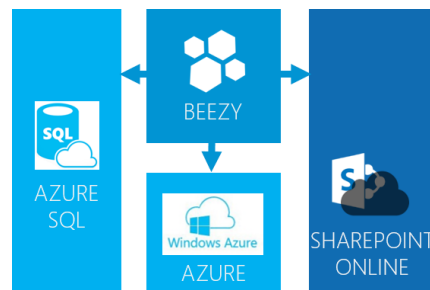 BEEZY
SQL
AZURE
SQL
Windows Azure
AZURE
S
SHAREPOINT
ONLINE